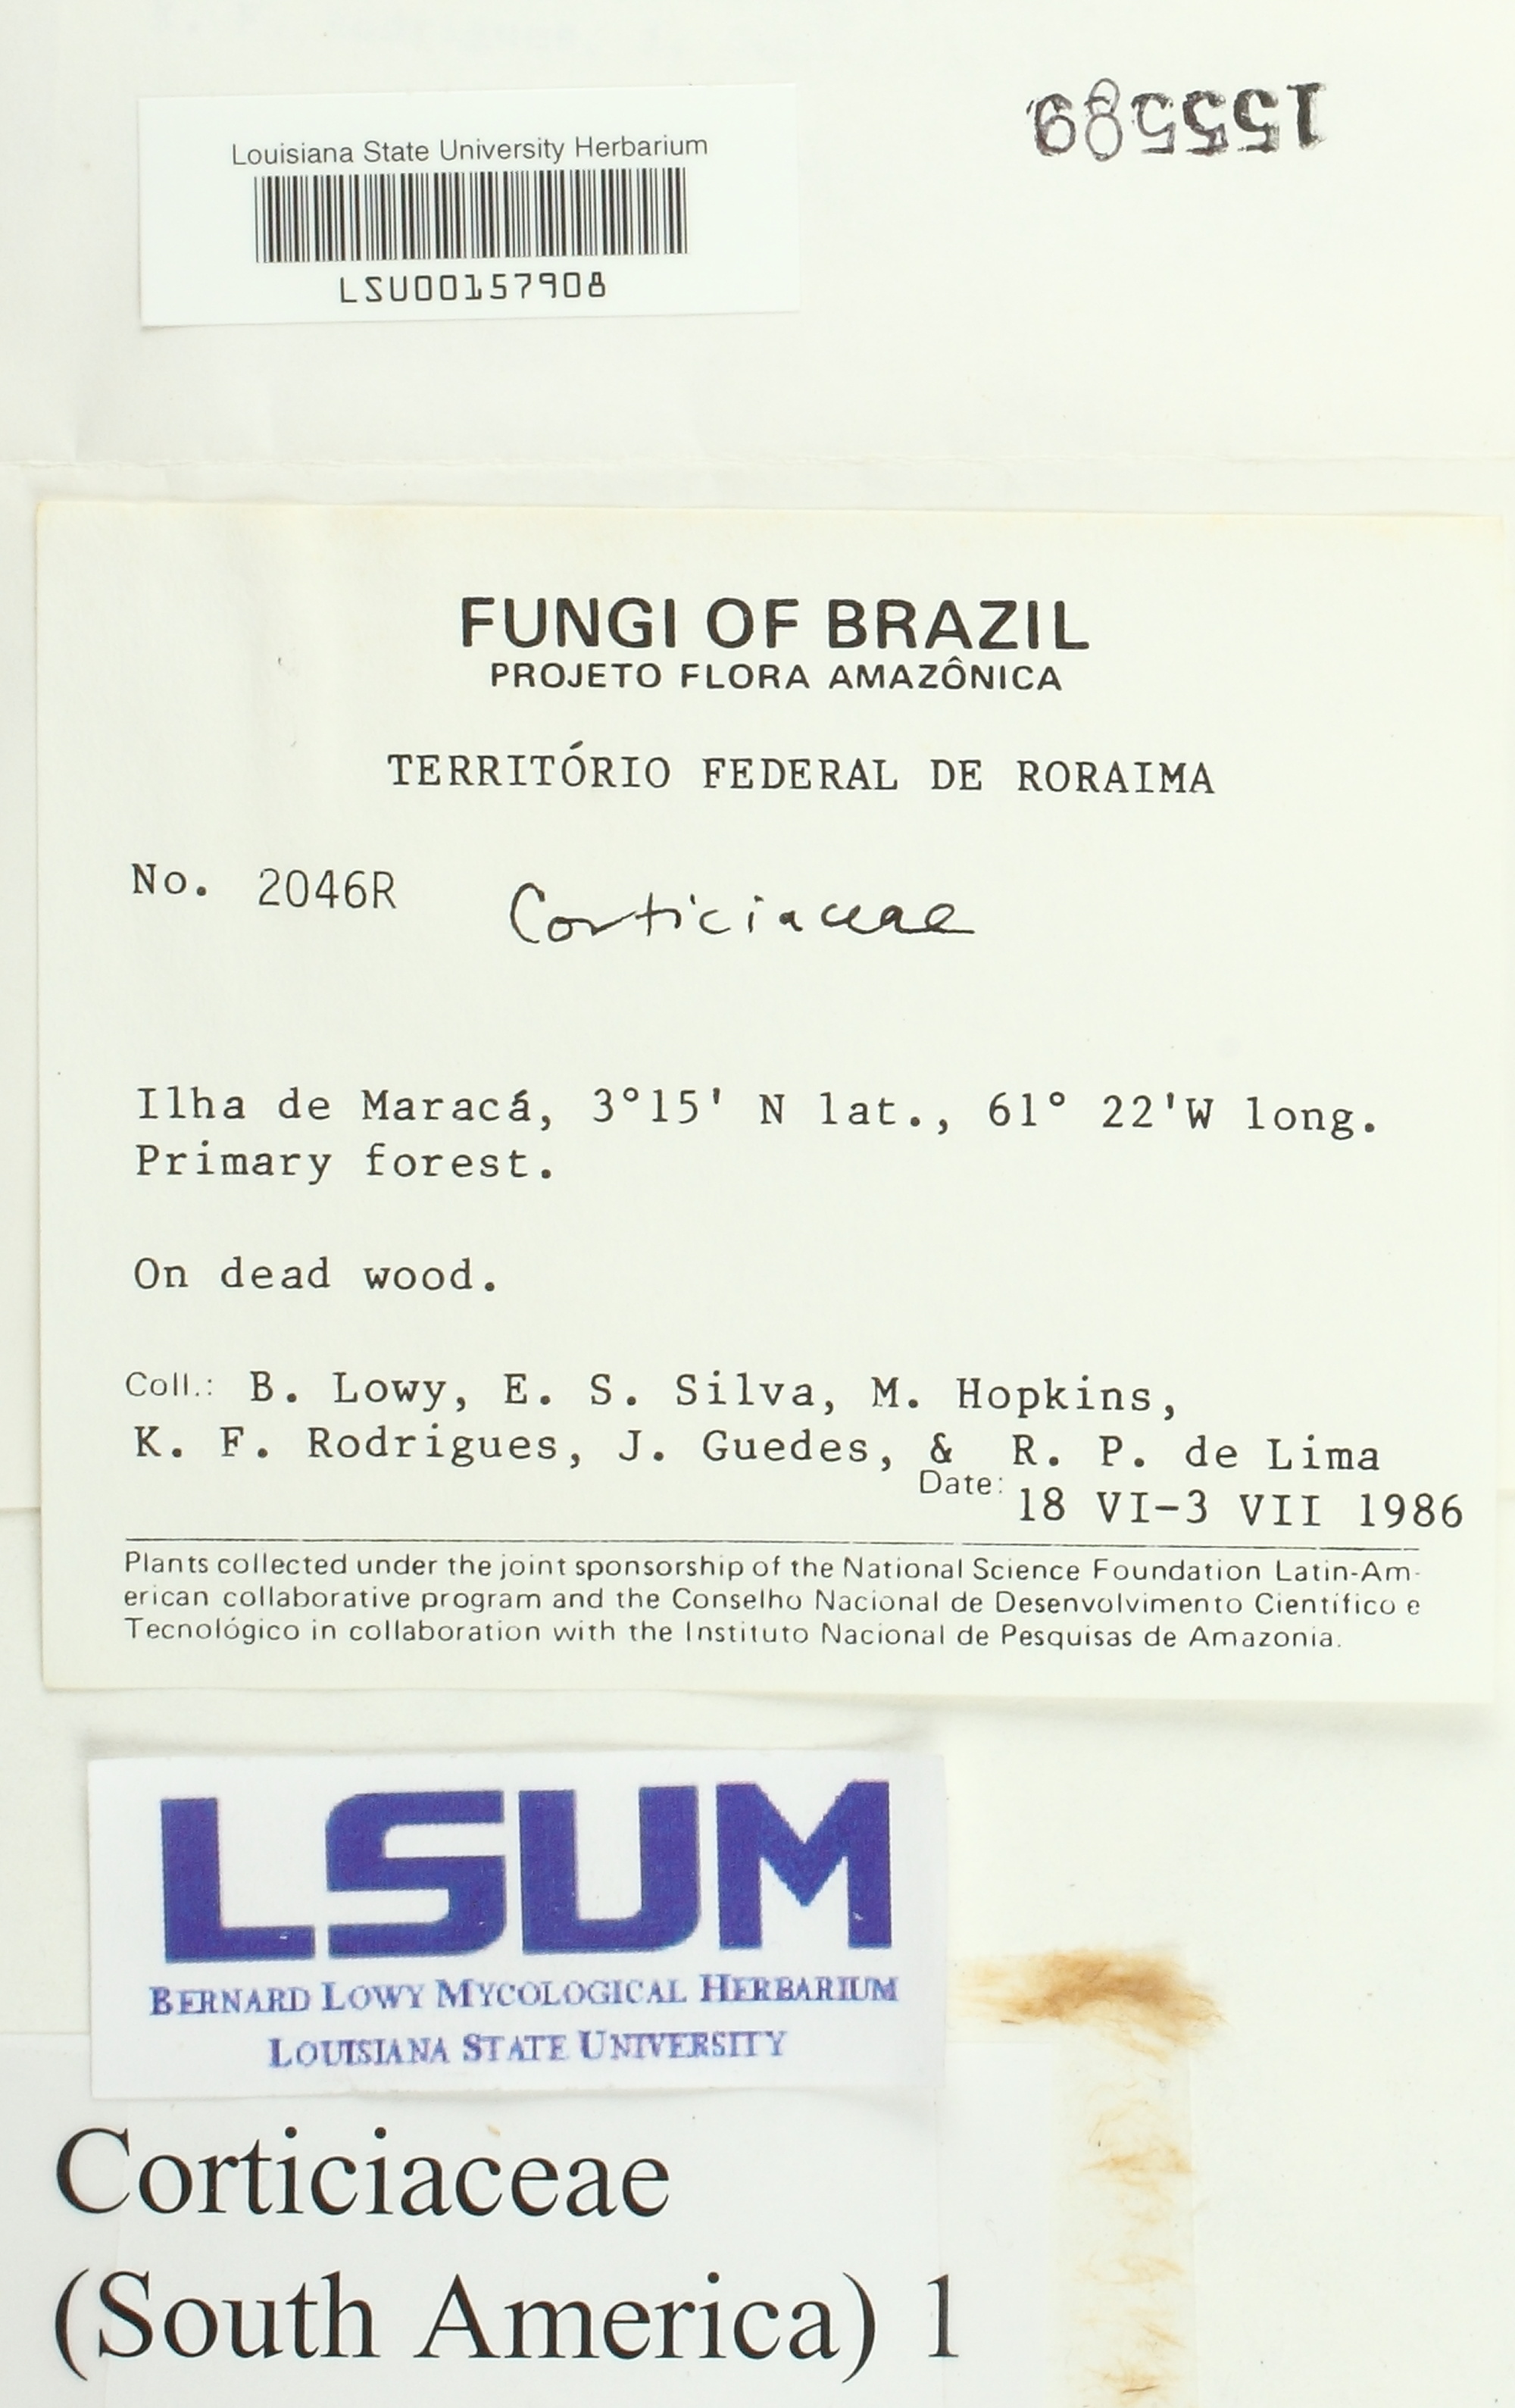 155589
Louisiana State University Herbarium
LSU00157908
FUNGI OF BRAZIL
PROJETO FLORA AMAZÔNICA
TERRITÓRIO FEDERAL DE RORAIMA
No. 2046R Corticiaceae
Ilha de Maracá, 3°15' N lat., 61° 22'W long.
Primary forest.
On dead wood.
Coll.: B. Lowy, E. S. Silva, M. Hopkins,
K. F. Rodrigues, J. Guedes, & R. P. de Lima
Date: 18 VI-3 VII 1986
Plants collected under the joint sponsorship of the National Science Foundation Latin-Am-
erican collaborative program and the Conselho Nacional de Desenvolvimento Científico e
Tecnológico in collaboration with the Instituto Nacional de Pesquisas de Amazonia.
LSUM
BERNARD LOWY MYCOLOGICAL HERBARIUM
LOUISIANA STATE UNIVERSITY
Corticiaceae
(South America) 1